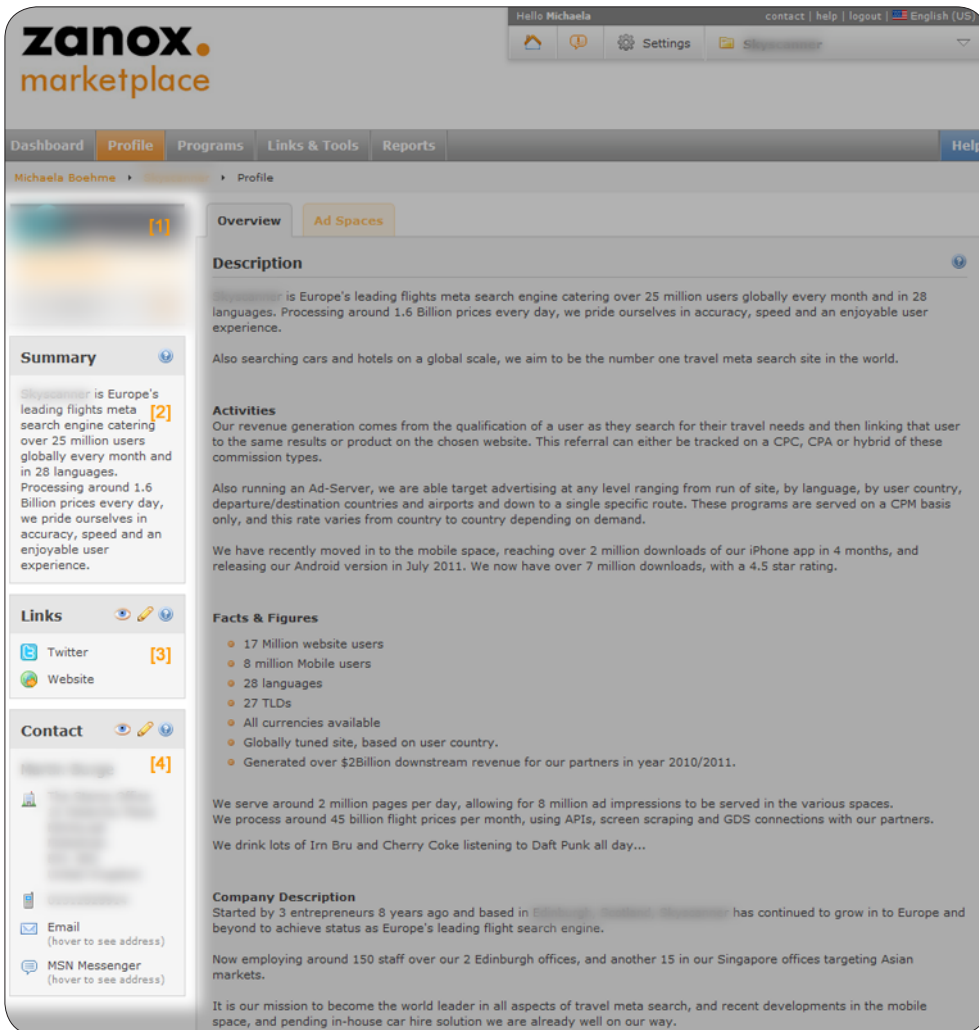 Hello Michaela
contact | help | logout | English (US)
zanox.
marketplace
Settings
Dashboard Profile Programs Links & Tools Reports Help
Michaela Boehme Profile
[1]
Summary
is Europe's
leading flights meta
search engine catering
over 25 million users
globally every month and
in 28 languages.
Processing around 1.6
Billion prices every day,
we pride ourselves in
accuracy, speed and an
enjoyable user
experience.
[2]
Links
Twitter
Website
[3]
Contact
[4]
Email
(hover to see address)
MSN Messenger
(hover to see address)
Overview Ad Spaces
Description
is Europe's leading flights meta search engine catering over 25 million users globally every month and in 28
languages. Processing around 1.6 Billion prices every day, we pride ourselves in accuracy, speed and an enjoyable user
experience.
Also searching cars and hotels on a global scale, we aim to be the number one travel meta search site in the world.
Activities
Our revenue generation comes from the qualification of a user as they search for their travel needs and then linking that user
to the same results or product on the chosen website. This referral can either be tracked on a CPC, CPA or hybrid of these
commission types.
Also running an Ad-Server, we are able target advertising at any level ranging from run of site, by language, by user country,
departure/destination countries and airports and down to a single specific route. These programs are served on a CPM basis
only, and this rate varies from country to country depending on demand.
We have recently moved in to the mobile space, reaching over 2 million downloads of our iPhone app in 4 months, and
releasing our Android version in July 2011. We now have over 7 million downloads, with a 4.5 star rating.
Facts & Figures
17 Million website users
8 million Mobile users
28 languages
27 TLDs
All currencies available
Globally tuned site, based on user country.
Generated over $2Billion downstream revenue for our partners in year 2010/2011.
We serve around 2 million pages per day, allowing for 8 million ad impressions to be served in the various spaces.
We process around 45 billion flight prices per month, using APIs, screen scraping and GDS connections with our partners.
We drink lots of Irn Bru and Cherry Coke listening to Daft Punk all day...
Company Description
Started by 3 entrepreneurs 8 years ago and based in has continued to grow in to Europe and
beyond to achieve status as Europe's leading flight search engine.
Now employing around 150 staff over our 2 Edinburgh offices, and another 15 in our Singapore offices targeting Asian
markets.
It is our mission to become the world leader in all aspects of travel meta search, and recent developments in the mobile
space, and pending in-house car hire solution we are already well on our way.